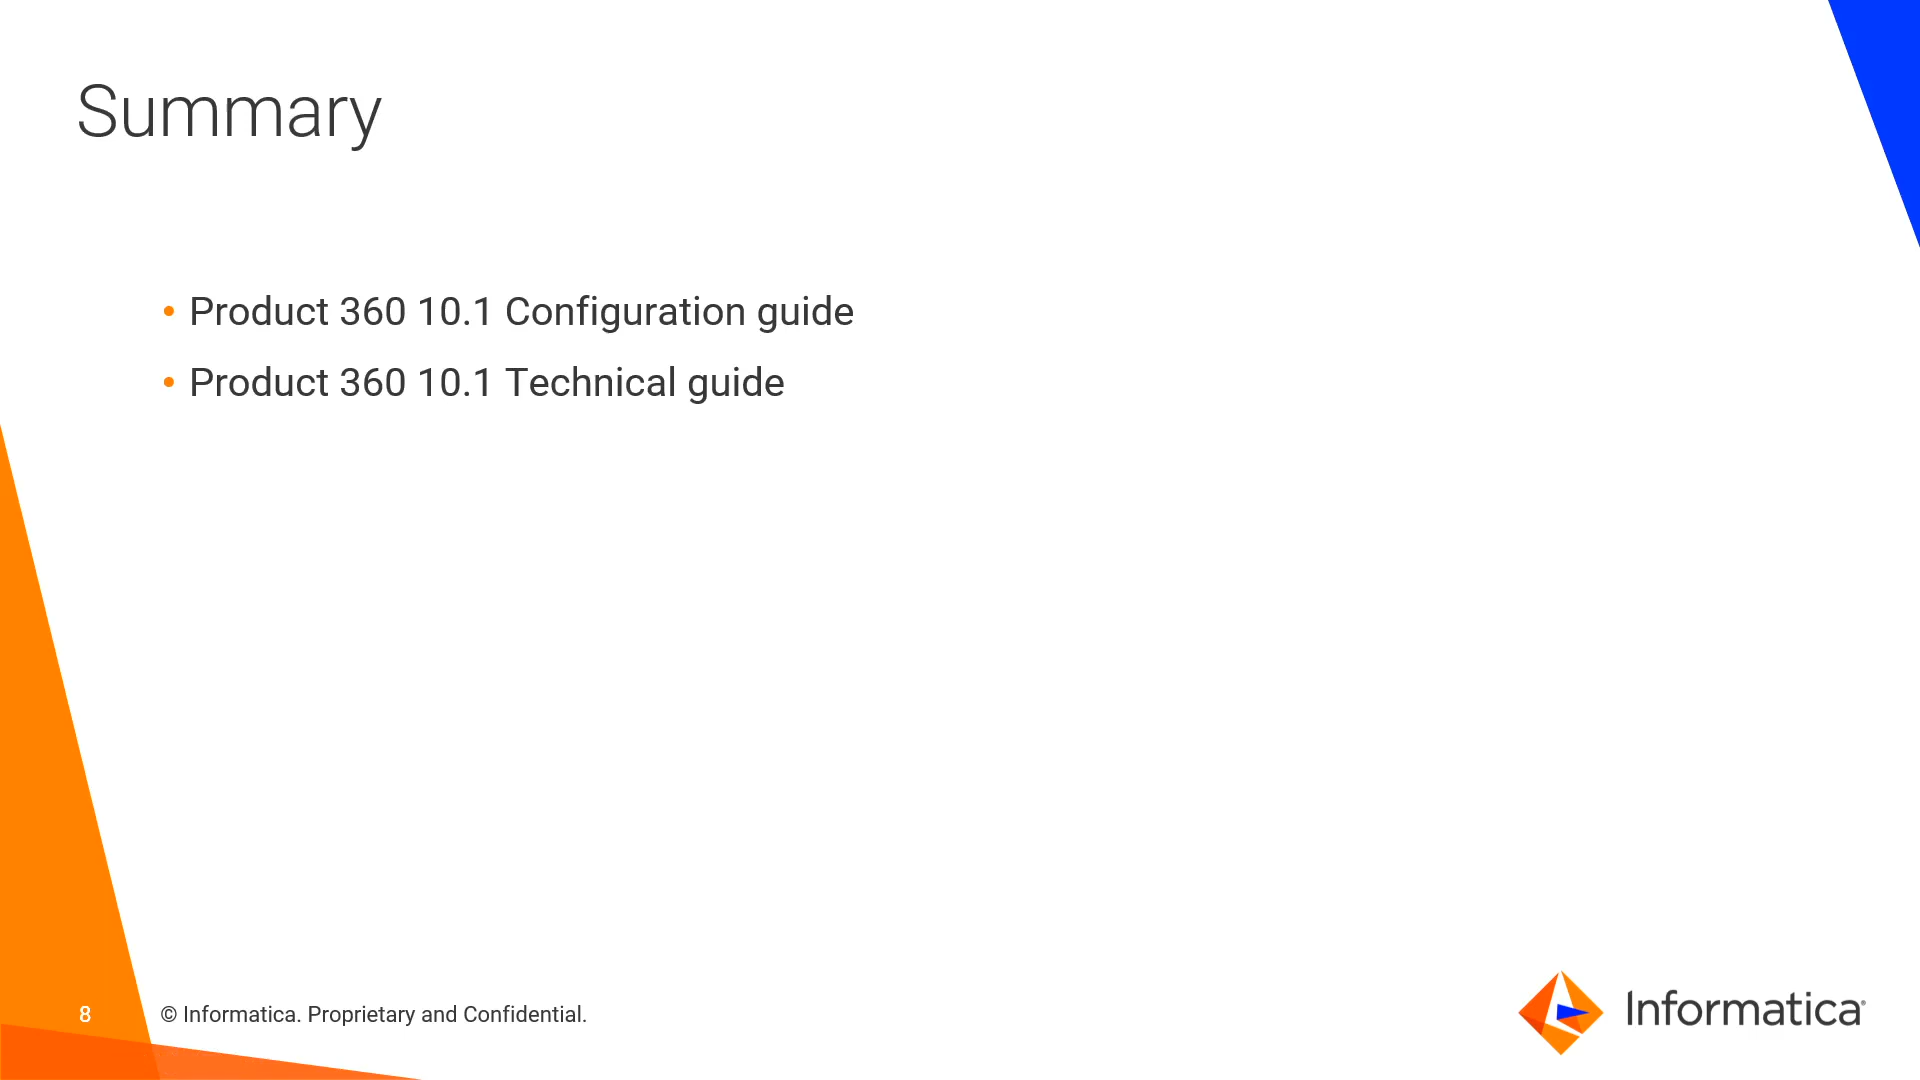 Summary
• Product 360 10.1 Configuration guide
• Product 360 10.1 Technical guide
8
© Informatica. Proprietary and Confidential.
Informatica®